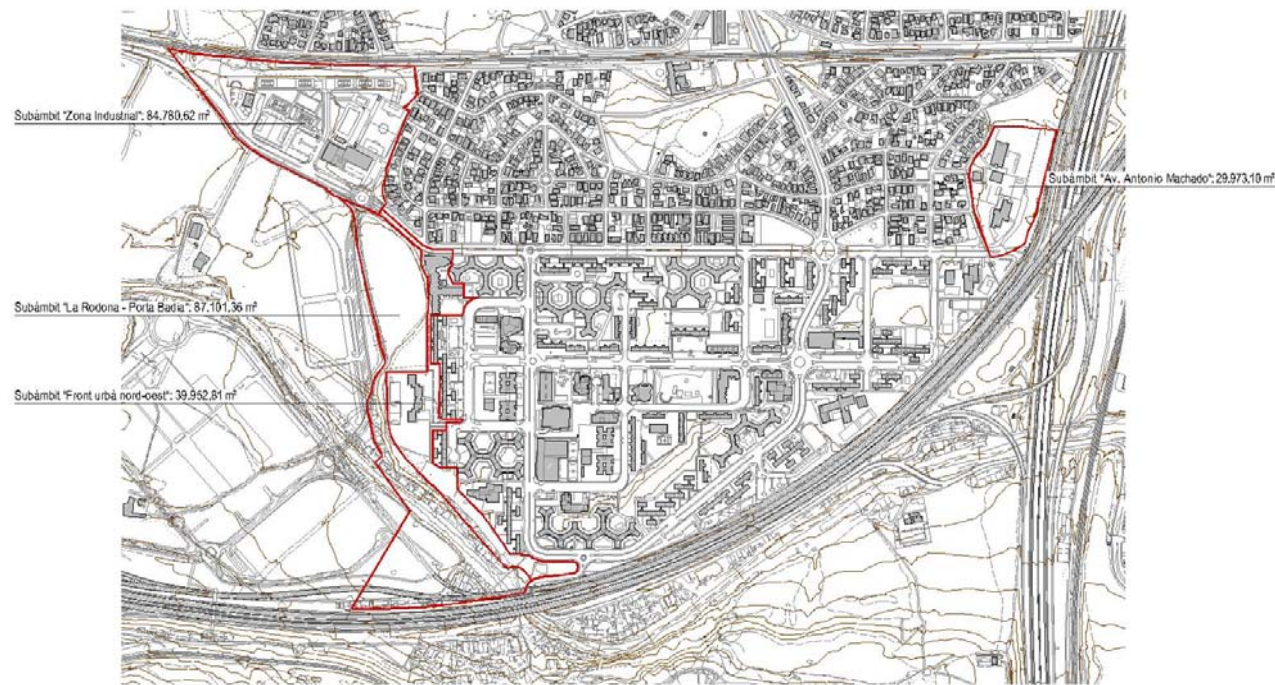 Subàmbit "Zona Industrial": 84.780,62 m²
Subàmbit "Av. Antonio Machado": 29.973,10 m²
Subàmbit "La Rodona - Porta Badia": 87.101,36 m²
Subàmbit "Front urbà nord-oest": 39.952,81 m²